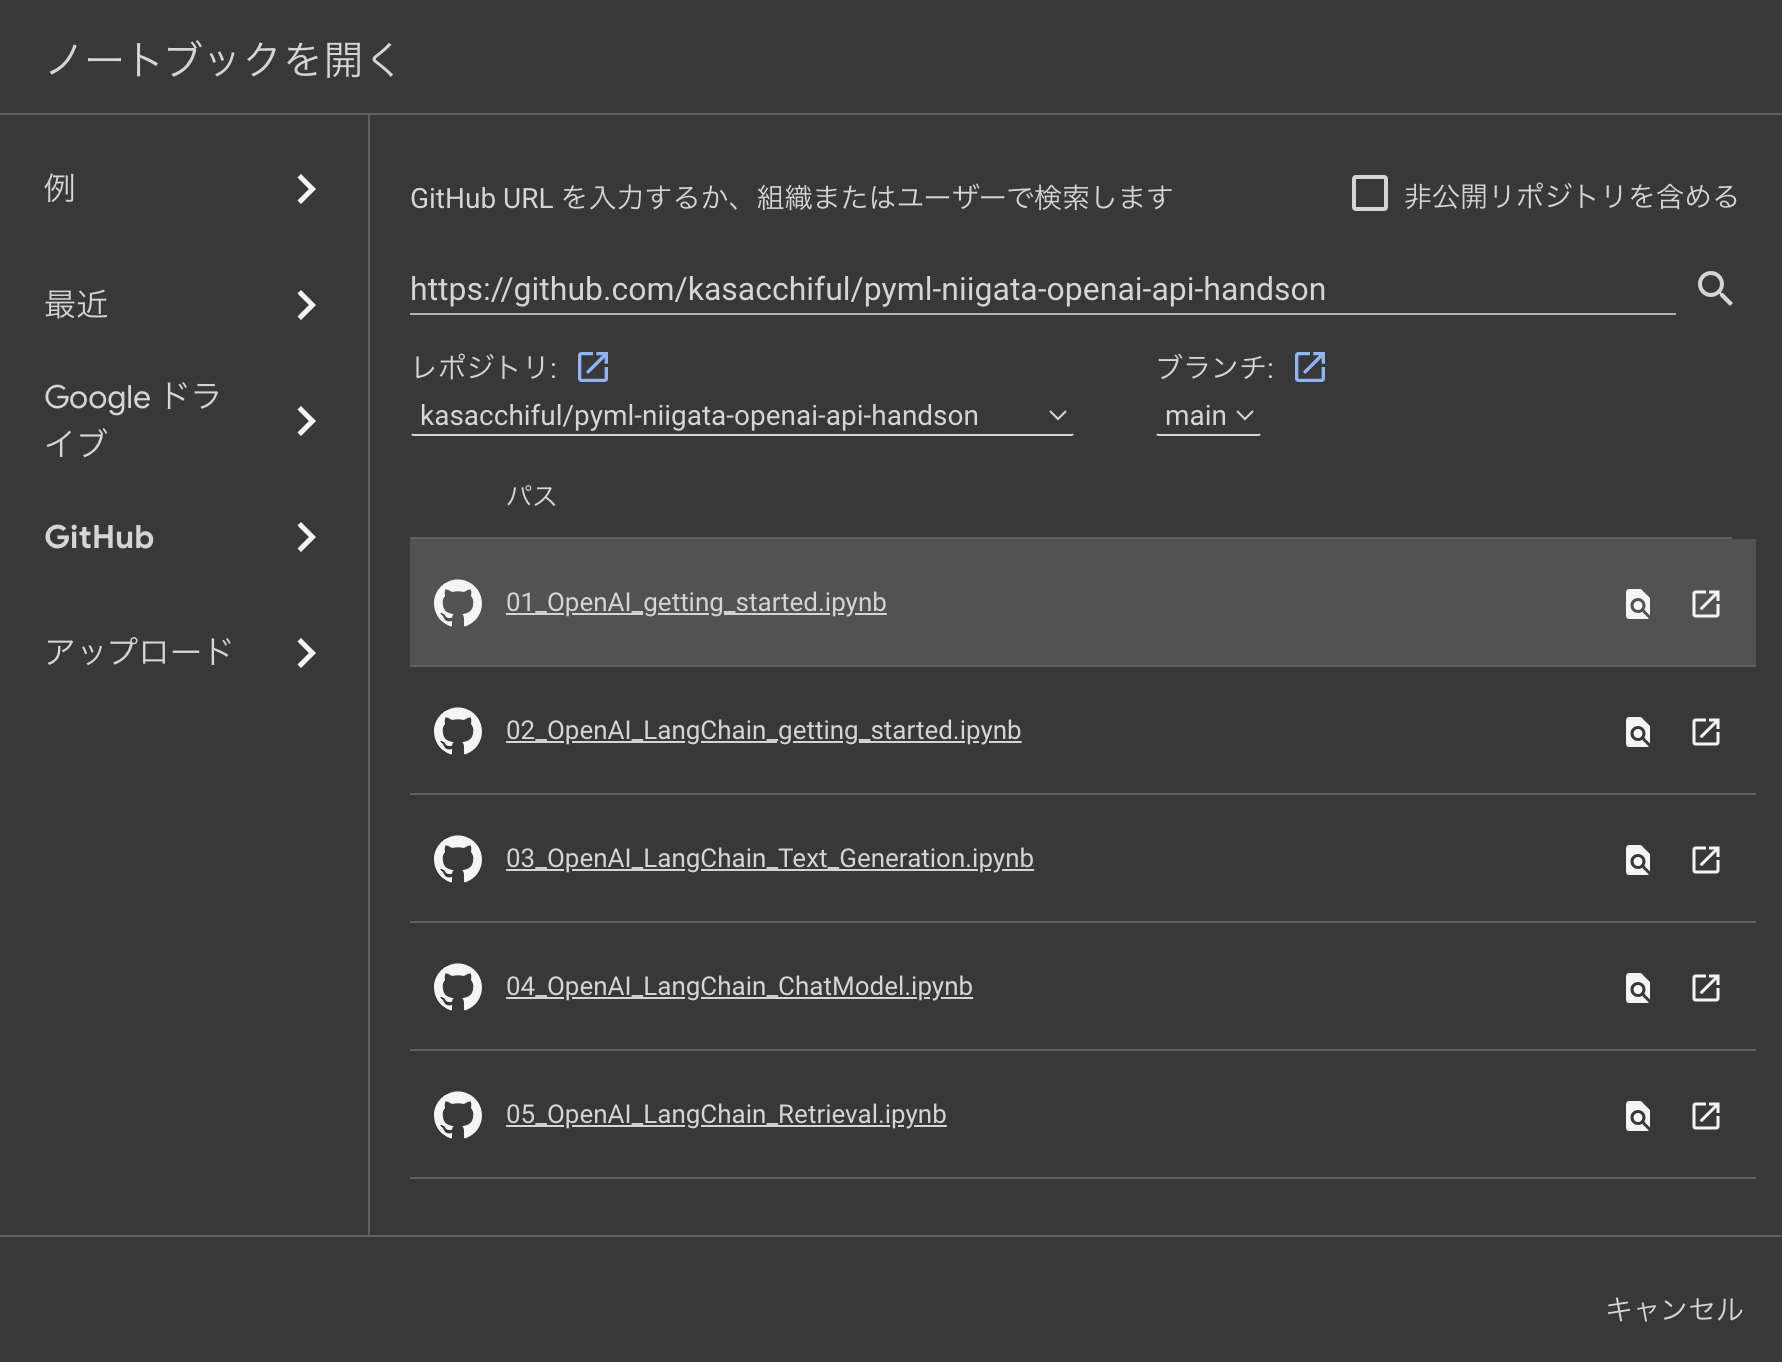 ノートブックを開く
例
最近
Google ドラ
イブ
GitHub
アップロード
GitHub URL を入力するか、組織またはユーザーで検索します
非公開リポジトリを含める
https://github.com/kasacchiful/pyml-niigata-openai-api-handson
レポジトリ:
ブランチ:
kasacchiful/pyml-niigata-openai-api-handson
main
パス
01_OpenAI_getting_started.ipynb
02_OpenAI_LangChain_getting_started.ipynb
03_OpenAI_LangChain_Text_Generation.ipynb
04_OpenAI_LangChain_ChatModel.ipynb
05_OpenAI_LangChain_Retrieval.ipynb
キャンセル